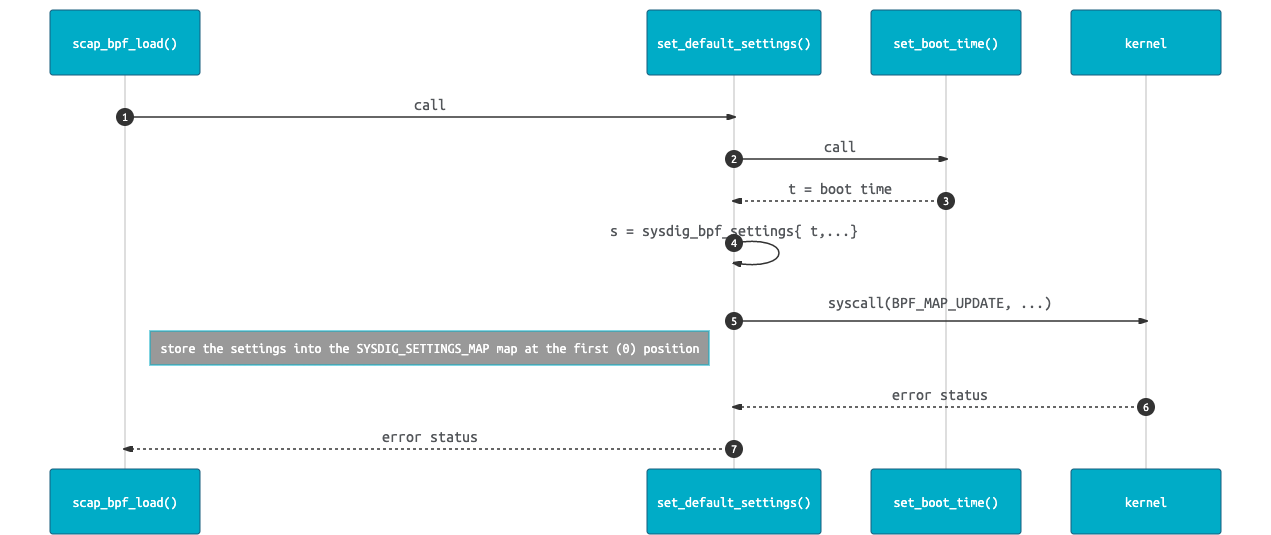 scap_bpf_load()
set_default_settings()
set_boot_time()
kernel
call
1
call
2
t = boot time
3
s = sysdig_bpf_settings{ t,...}
4
syscall(BPF_MAP_UPDATE, ...)
5
store the settings into the SYSDIG_SETTINGS_MAP map at the first (0) position
error status
6
error status
7
scap_bpf_load()
set_default_settings()
set_boot_time()
kernel